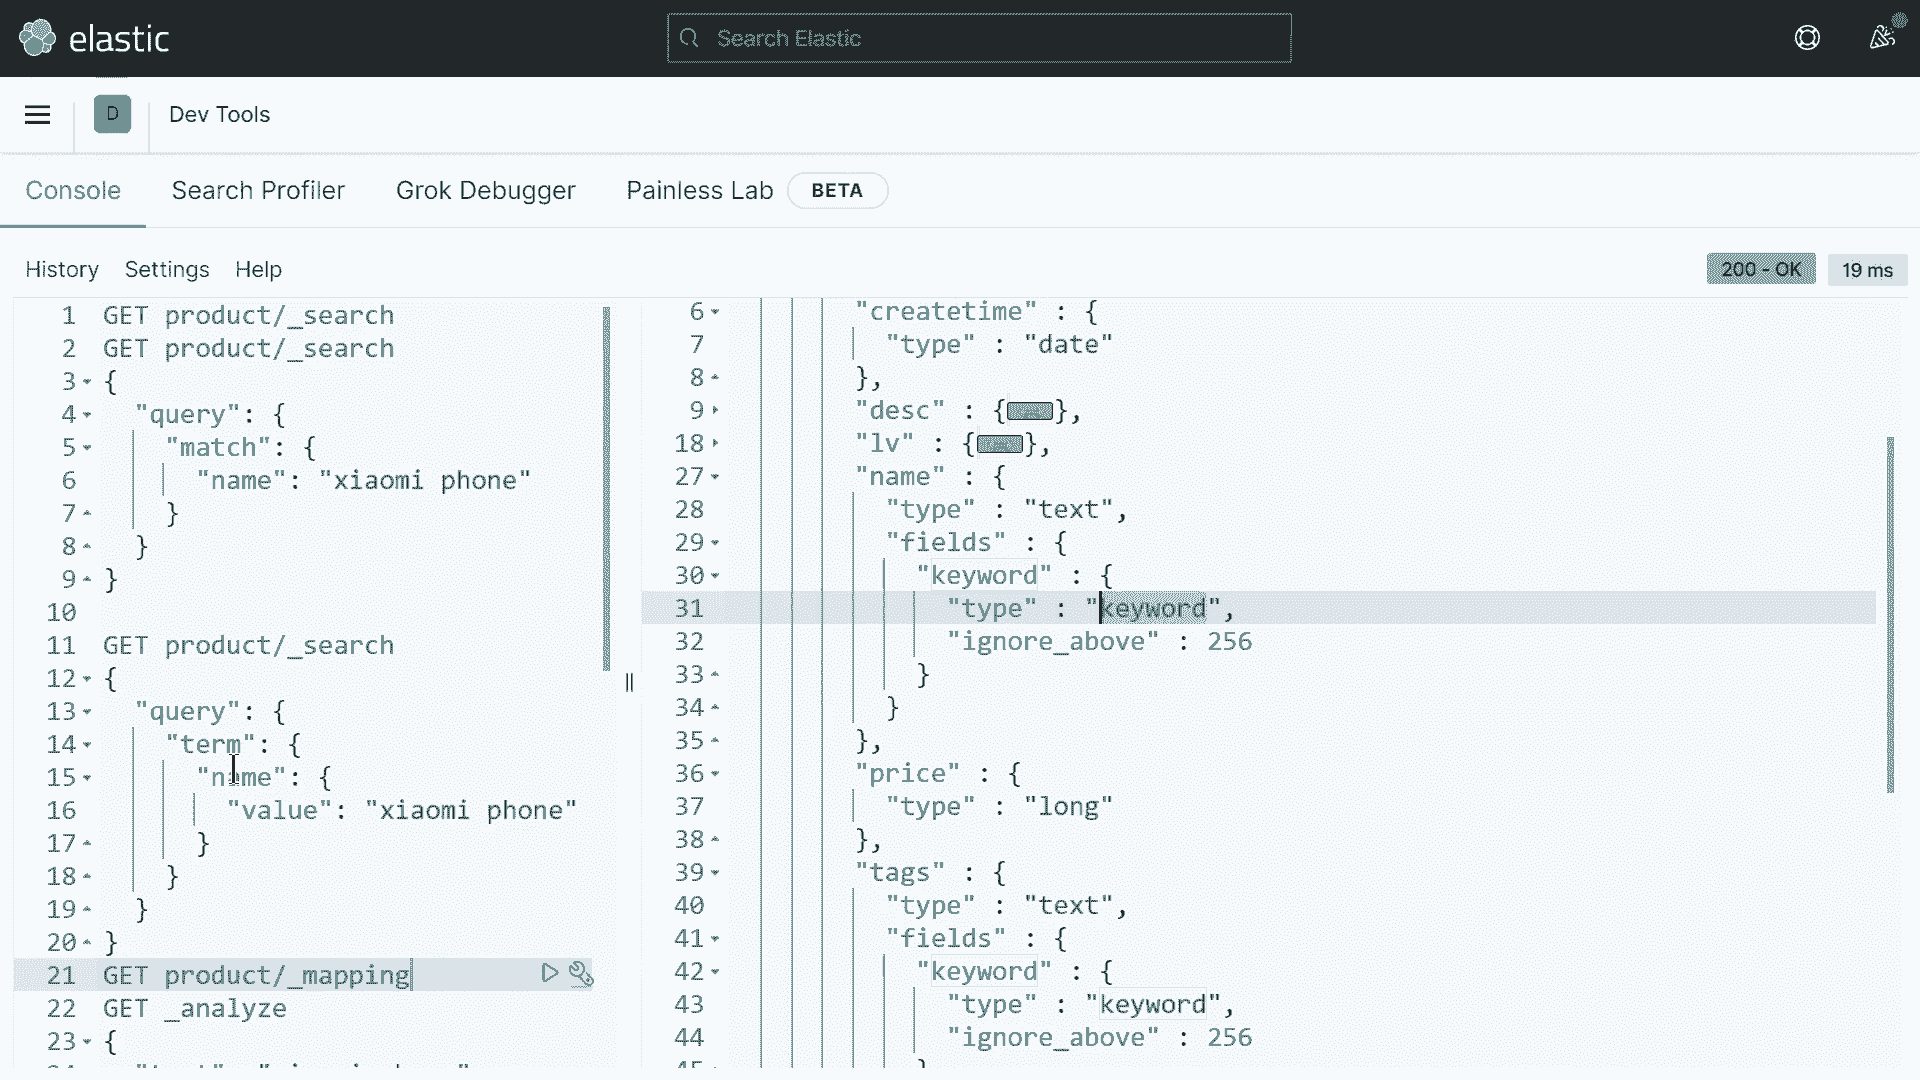 elastic
Search Elastic
D
Dev Tools
Console
Search Profiler
Grok Debugger
Painless Lab
BETA
History
Settings
Help
200 - OK
19 ms
1 GET product/_search
2 GET product/_search
3 {
4 "query": {
5 "match": {
6 "name": "xiaomi phone"
7 }
8 }
9 }
10
11 GET product/_search
12 {
13 "query": {
14 "term": {
15 "name": {
16 "value": "xiaomi phone"
17 }
18 }
19 }
20 }
21 GET product/_mapping
22 GET _analyze
23 {
6 "createtime" : {
7 "type" : "date"
8 },
9 "desc" : {},
18 "lv" : {},
27 "name" : {
28 "type" : "text",
29 "fields" : {
30 "keyword" : {
31 "type" : "keyword",
32 "ignore_above" : 256
33 }
34 }
35 },
36 "price" : {
37 "type" : "long"
38 },
39 "tags" : {
40 "type" : "text",
41 "fields" : {
42 "keyword" : {
43 "type" : "keyword",
44 "ignore_above" : 256